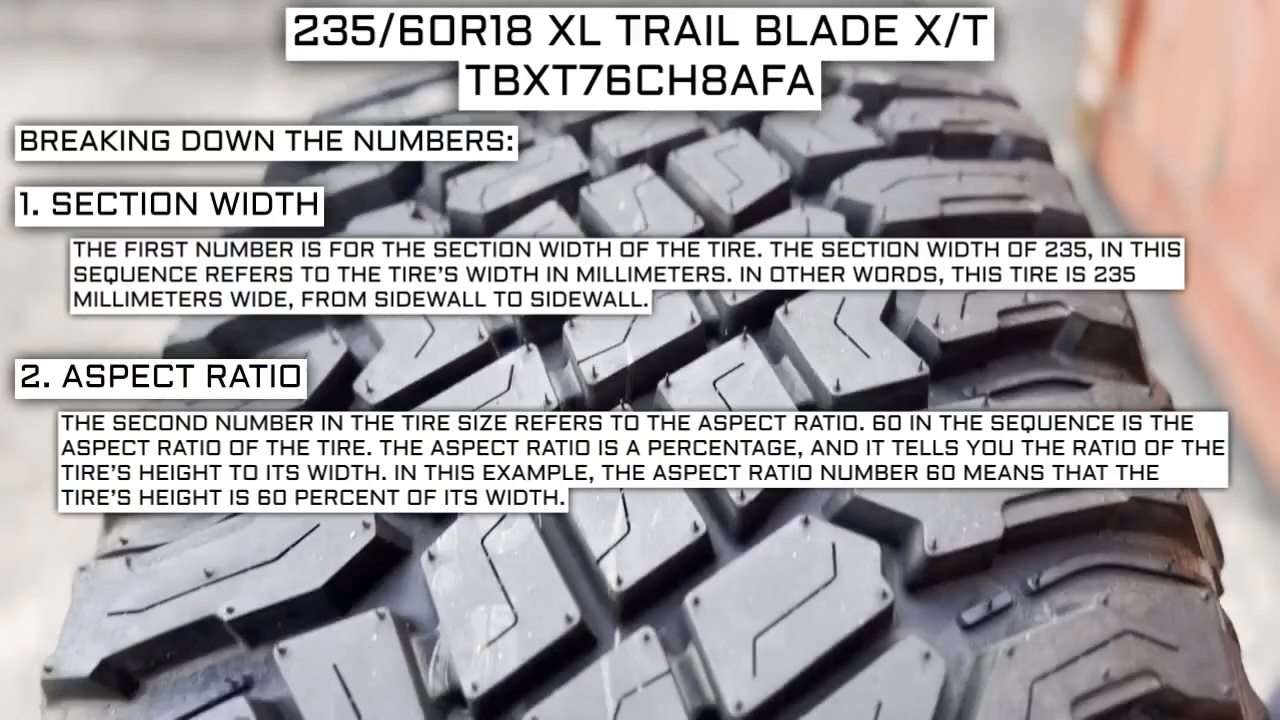 235/60R18 XL TRAIL BLADE X/T
TBXT76CH8AFA
BREAKING DOWN THE NUMBERS:
1. SECTION WIDTH
THE FIRST NUMBER IS FOR THE SECTION WIDTH OF THE TIRE. THE SECTION WIDTH OF 235, IN THIS
SEQUENCE REFERS TO THE TIRE'S WIDTH IN MILLIMETERS. IN OTHER WORDS, THIS TIRE IS 235
MILLIMETERS WIDE, FROM SIDEWALL TO SIDEWALL.
2. ASPECT RATIO
THE SECOND NUMBER IN THE TIRE SIZE REFERS TO THE ASPECT RATIO. 60 IN THE SEQUENCE IS THE
ASPECT RATIO OF THE TIRE. THE ASPECT RATIO IS A PERCENTAGE, AND IT TELLS YOU THE RATIO OF THE
TIRE'S HEIGHT TO ITS WIDTH. IN THIS EXAMPLE, THE ASPECT RATIO NUMBER 60 MEANS THAT THE
TIRE'S HEIGHT IS 60 PERCENT OF ITS WIDTH.